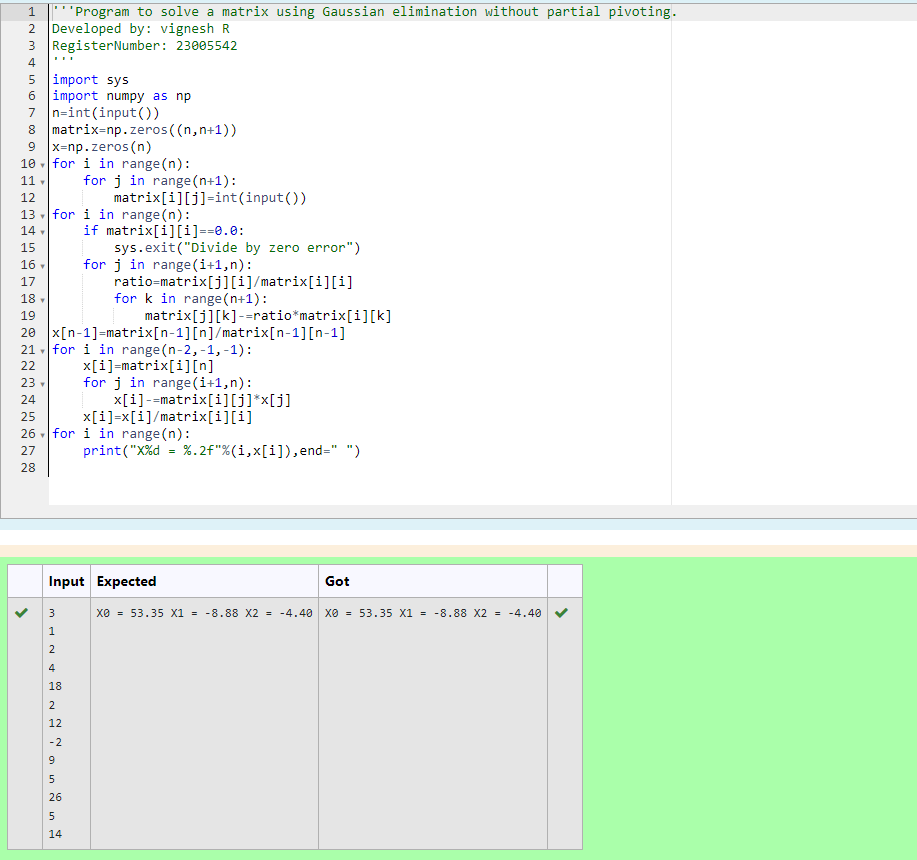 1 '''Program to solve a matrix using Gaussian elimination without partial pivoting.
2 Developed by: vignesh R
3 RegisterNumber: 23005542
4 '''
5 import sys
6 import numpy as np
7 n=int(input())
8 matrix=np.zeros((n,n+1))
9 x=np.zeros(n)
10 for i in range(n):
11     for j in range(n+1):
12         matrix[i][j]=int(input())
13 for i in range(n):
14     if matrix[i][i]==0.0:
15         sys.exit("Divide by zero error")
16     for j in range(i+1,n):
17         ratio=matrix[j][i]/matrix[i][i]
18         for k in range(n+1):
19             matrix[j][k]-=ratio*matrix[i][k]
20 x[n-1]=matrix[n-1][n]/matrix[n-1][n-1]
21 for i in range(n-2,-1,-1):
22     x[i]=matrix[i][n]
23     for j in range(i+1,n):
24         x[i]-=matrix[i][j]*x[j]
25     x[i]=x[i]/matrix[i][i]
26 for i in range(n):
27     print("X%d = %.2f"%(i,x[i]),end=" ")
28
Input Expected Got
3 X0 = 53.35 X1 = -8.88 X2 = -4.40 X0 = 53.35 X1 = -8.88 X2 = -4.40
1
2
4
18
2
12
-2
9
5
26
5
14